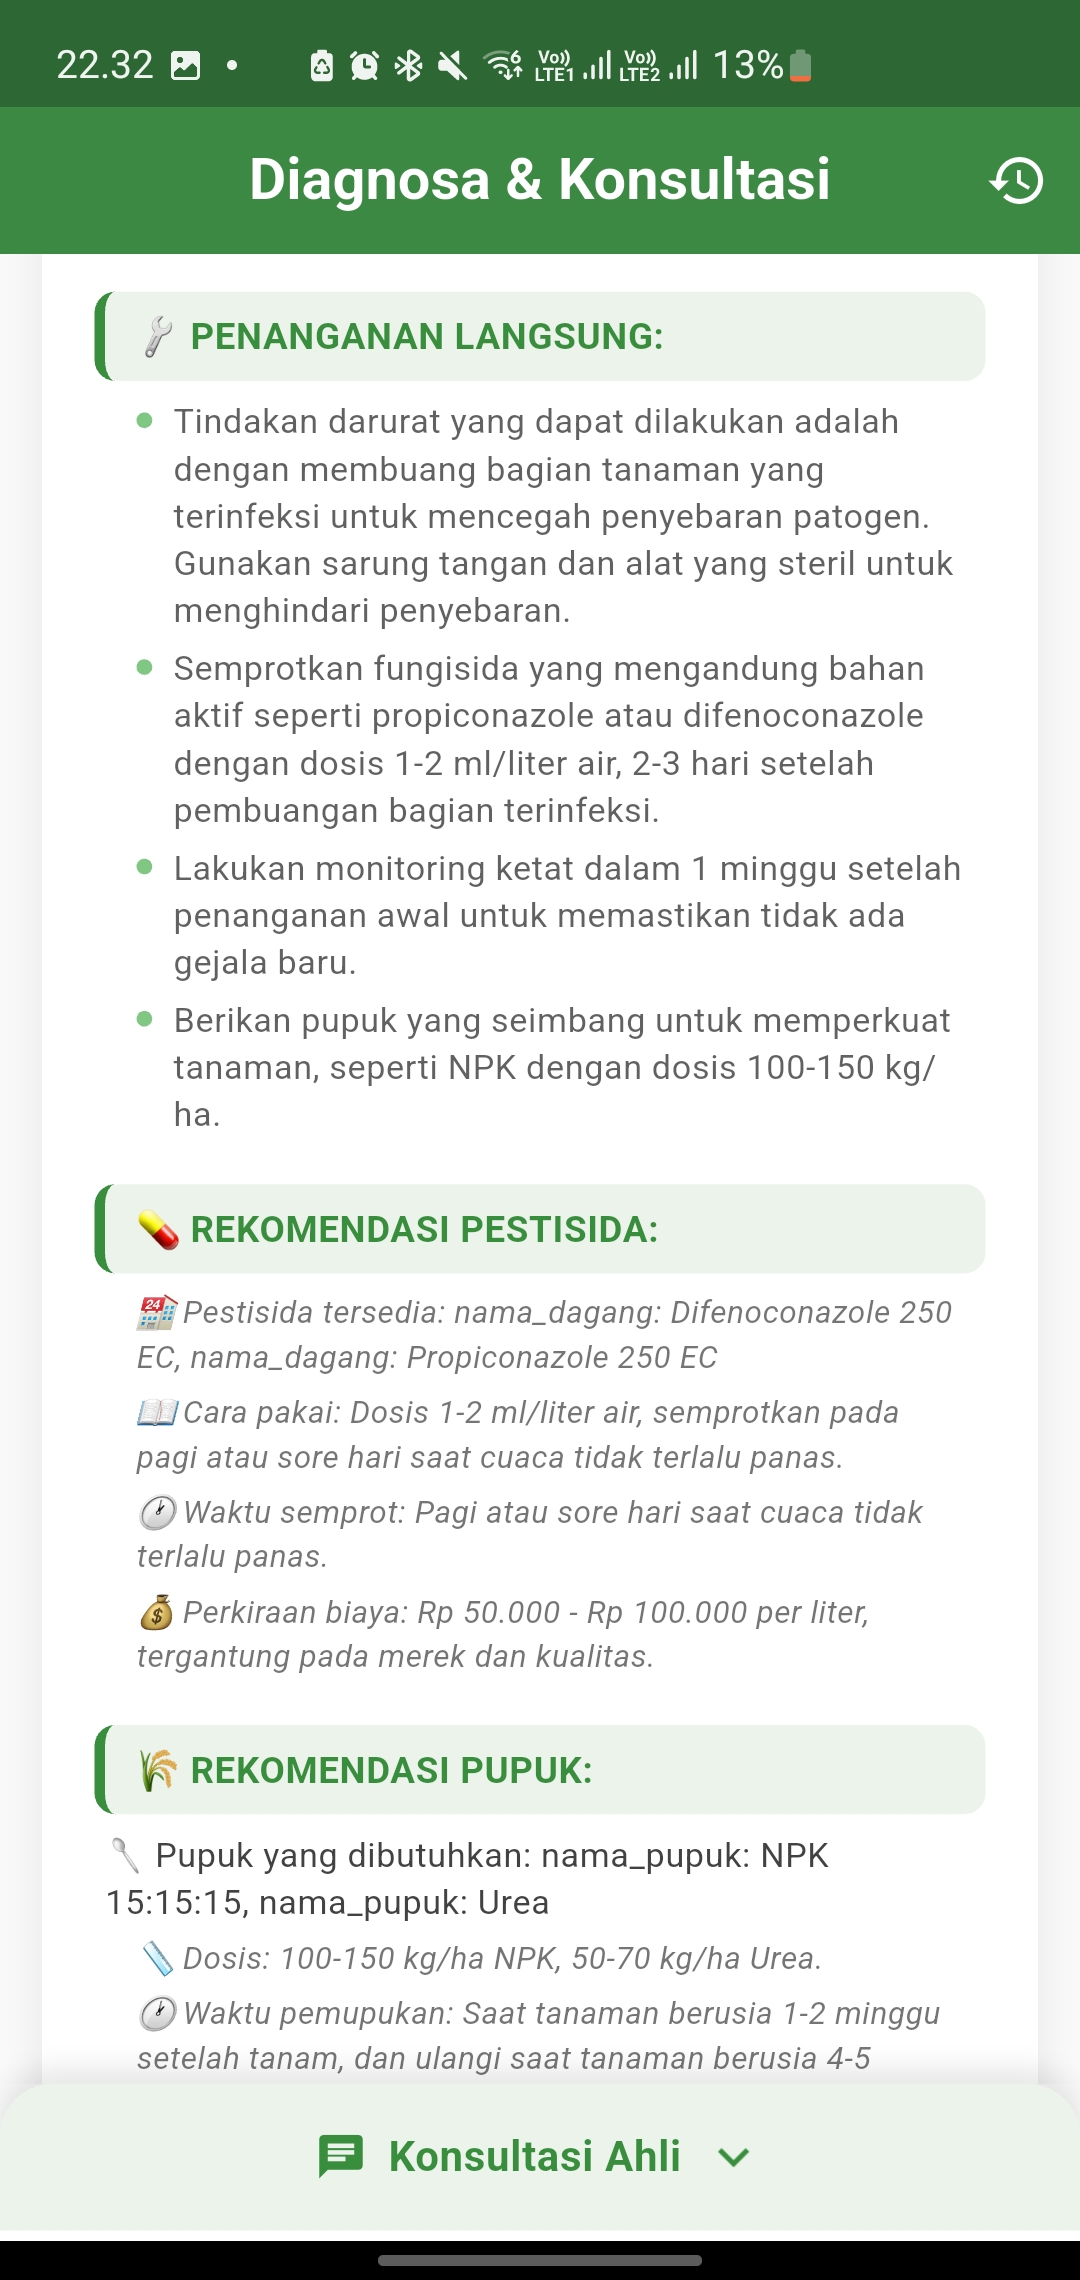 22.32
Vo)) LTE1
Vo)) LTE2
13%
Diagnosa & Konsultasi
PENANGANAN LANGSUNG:
Tindakan darurat yang dapat dilakukan adalah
dengan membuang bagian tanaman yang
terinfeksi untuk mencegah penyebaran patogen.
Gunakan sarung tangan dan alat yang steril untuk
menghindari penyebaran.
Semprotkan fungisida yang mengandung bahan
aktif seperti propiconazole atau difenoconazole
dengan dosis 1-2 ml/liter air, 2-3 hari setelah
pembuangan bagian terinfeksi.
Lakukan monitoring ketat dalam 1 minggu setelah
penanganan awal untuk memastikan tidak ada
gejala baru.
Berikan pupuk yang seimbang untuk memperkuat
tanaman, seperti NPK dengan dosis 100-150 kg/
ha.
REKOMENDASI PESTISIDA:
Pestisida tersedia: nama_dagang: Difenoconazole 250
EC, nama_dagang: Propiconazole 250 EC
Cara pakai: Dosis 1-2 ml/liter air, semprotkan pada
pagi atau sore hari saat cuaca tidak terlalu panas.
Waktu semprot: Pagi atau sore hari saat cuaca tidak
terlalu panas.
Perkiraan biaya: Rp 50.000 - Rp 100.000 per liter,
tergantung pada merek dan kualitas.
REKOMENDASI PUPUK:
Pupuk yang dibutuhkan: nama_pupuk: NPK
15:15:15, nama_pupuk: Urea
Dosis: 100-150 kg/ha NPK, 50-70 kg/ha Urea.
Waktu pemupukan: Saat tanaman berusia 1-2 minggu
setelah tanam, dan ulangi saat tanaman berusia 4-5
Konsultasi Ahli